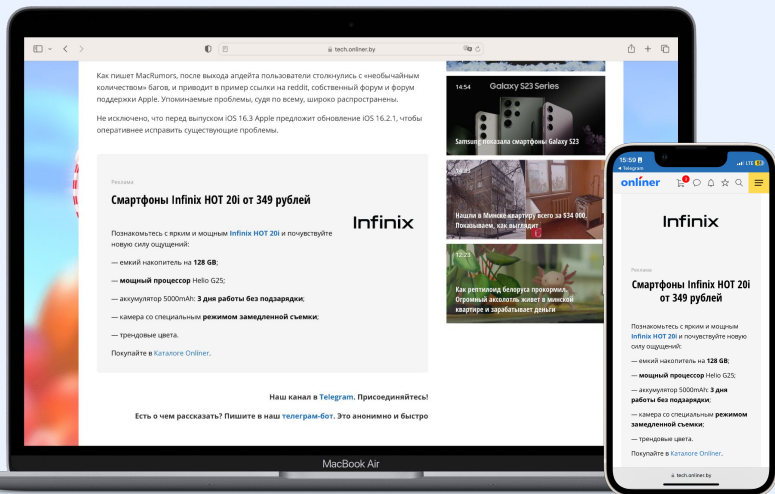 tech.onliner.by
Как пишет MacRumors, после выхода апдейта пользователи столкнулись с «необычайным
количеством» багов, и приводит в пример ссылки на reddit, собственный форум и форум
поддержки Apple. Упоминаемые проблемы, судя по всему, широко распространены.
Не исключено, что перед выпуском iOS 16.3 Apple предложит обновление iOS 16.2.1, чтобы
оперативнее исправить существующие проблемы.
Реклама
Смартфоны Infinix HOT 20i от 349 рублей
Infinix
Познакомьтесь с ярким и мощным Infinix HOT 20i и почувствуйте
новую силу ощущений:
— емкий накопитель на 128 GB;
— мощный процессор Helio G25;
— аккумулятор 5000mAh: 3 дня работы без подзарядки;
— камера со специальным режимом замедленной съемки;
— трендовые цвета.
Покупайте в Каталоге Onliner.
Наш канал в Telegram. Присоединяйтесь!
Есть о чем рассказать? Пишите в наш телеграм-бот. Это анонимно и быстро
14:54
Galaxy S23 Series
Samsung показала смартфоны Galaxy S23
Нашли в Минске квартиру всего за $34 000.
Показываем, как выглядит
12:23
Как рептилоид белоруса прокормил.
Огромный аксолотль живет в минской
квартире и зарабатывает деньги
MacBook Air
15:59
LTE
Telegram
onliner
Infinix
Реклама
Смартфоны Infinix HOT 20i
от 349 рублей
Познакомьтесь с ярким и мощным
Infinix HOT 20i и почувствуйте новую
силу ощущений:
— емкий накопитель на 128 GB;
— мощный процессор Helio G25;
— аккумулятор 5000mAh: 3 дня
работы без подзарядки;
— камера со специальным режимом
замедленной съемки;
— трендовые цвета.
Покупайте в Каталоге Onliner.
tech.onliner.by